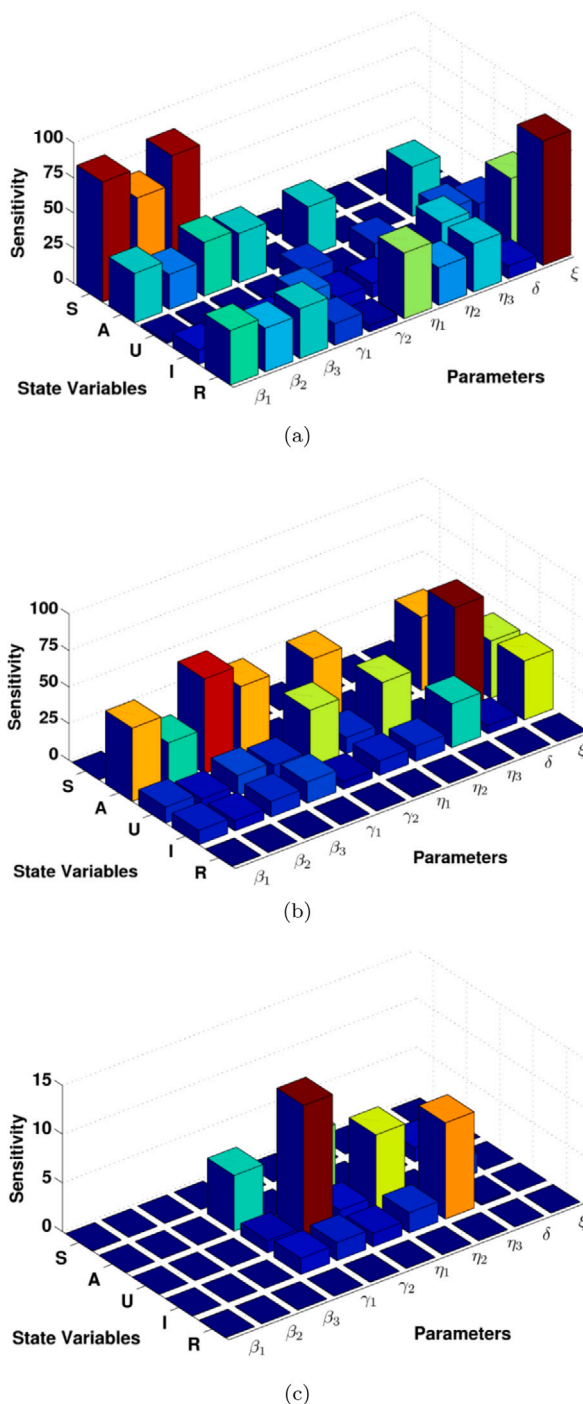 100
75
50
25
0
Sensitivity
S
A
U
I
R
State Variables
β₁
β₂
β₃
γ₁
γ₂
η₁
η₂
η₃
δ
ξ
Parameters
(a)
100
75
50
25
0
Sensitivity
S
A
U
I
R
State Variables
β₁
β₂
β₃
γ₁
γ₂
η₁
η₂
η₃
δ
ξ
Parameters
(b)
15
10
5
0
Sensitivity
S
A
U
I
R
State Variables
β₁
β₂
β₃
γ₁
γ₂
η₁
η₂
η₃
δ
ξ
Parameters
(c)